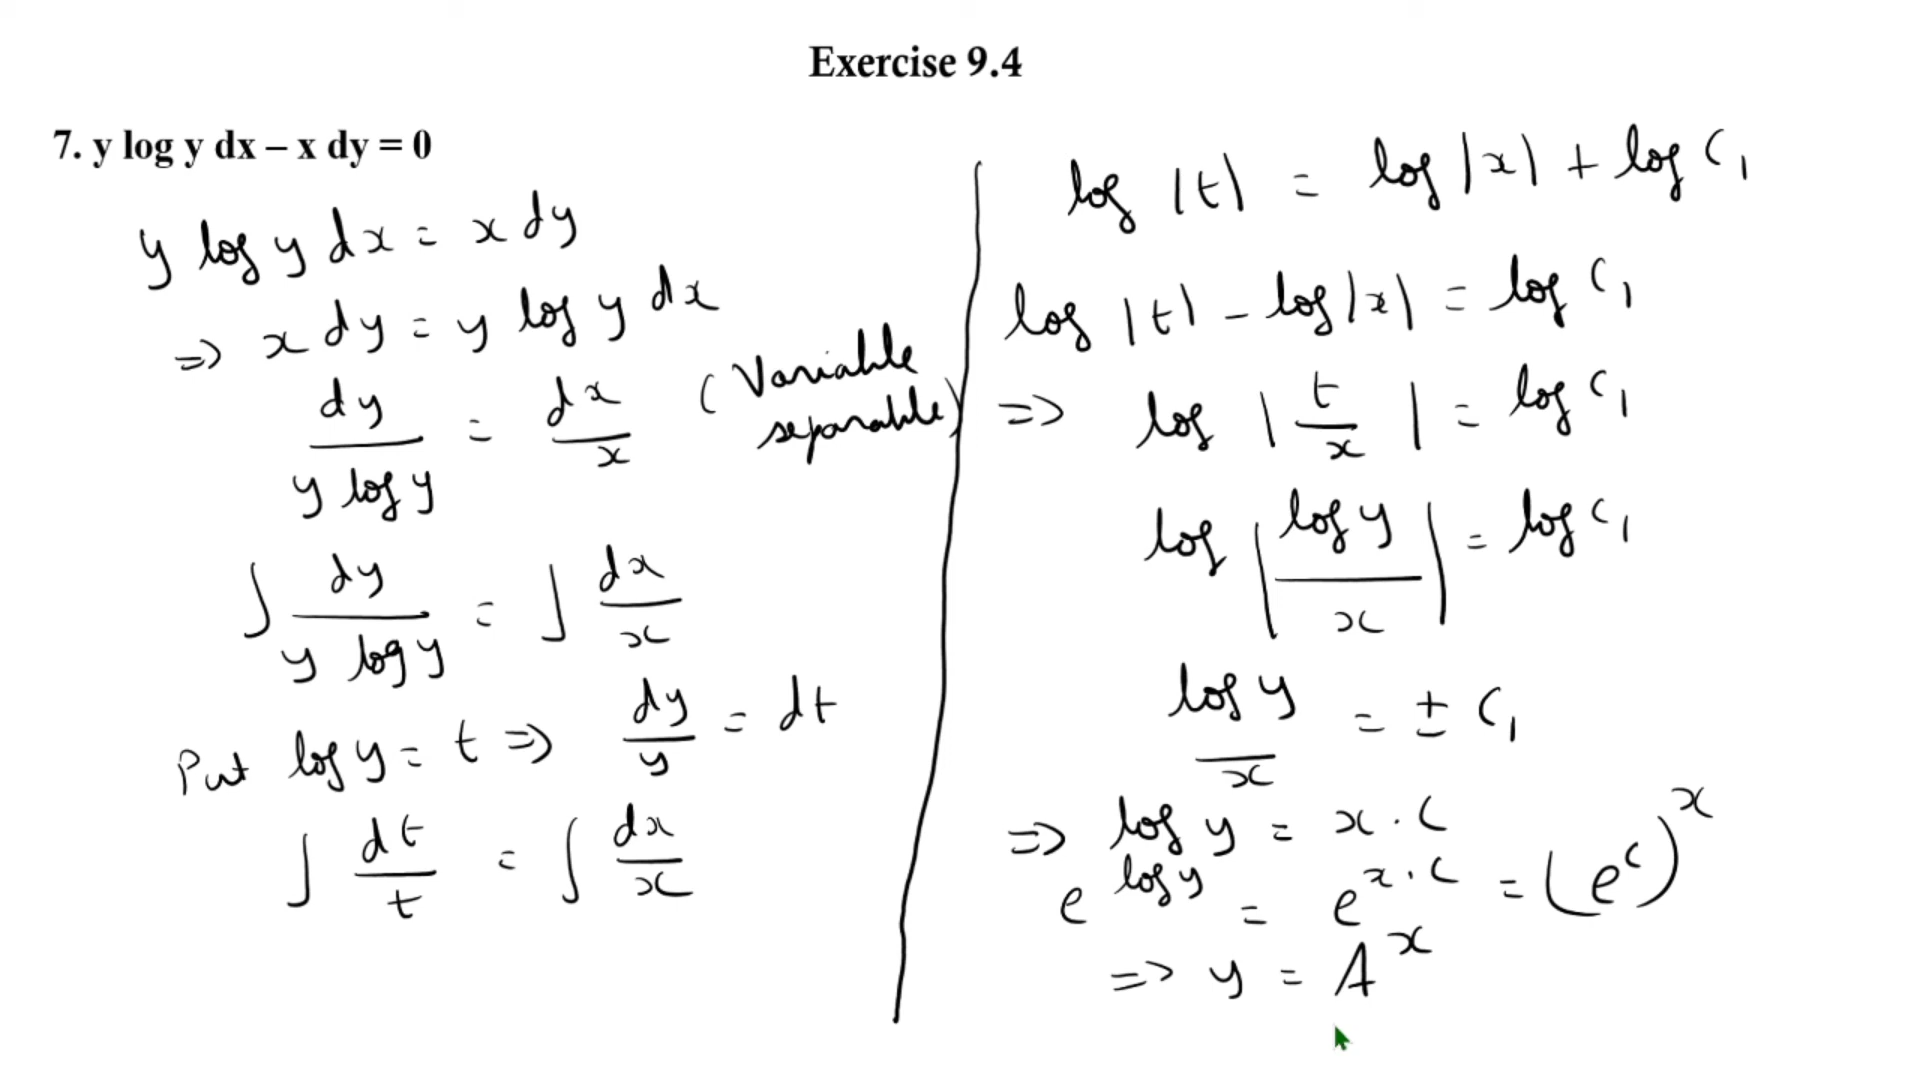 Exercise 9.4
7. y log y dx – x dy = 0
y log y dx = x dy
=> x dy = y log y dx
dy / y log y = dx / x (Variable separable)
∫ dy / y log y = ∫ dx / x
Put log y = t => dy / y = dt
∫ dt / t = ∫ dx / x
log |t| = log |x| + log C₁
log |t| - log |x| = log C₁
=> log | t / x | = log C₁
log | log y / x | = log C₁
log y / x = ± C₁
=> log y = x . C
e^{log y} = e^{x . C} = (e^C)^x
=> y = A^x